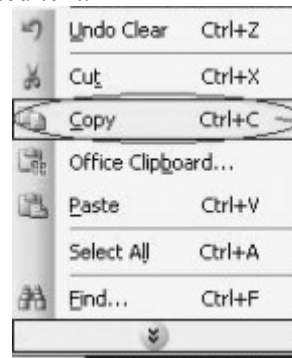 Undo Clear Ctrl+Z
Cut Ctrl+X
Copy Ctrl+C
Office Clipboard...
Paste Ctrl+V
Select All Ctrl+A
Find... Ctrl+F